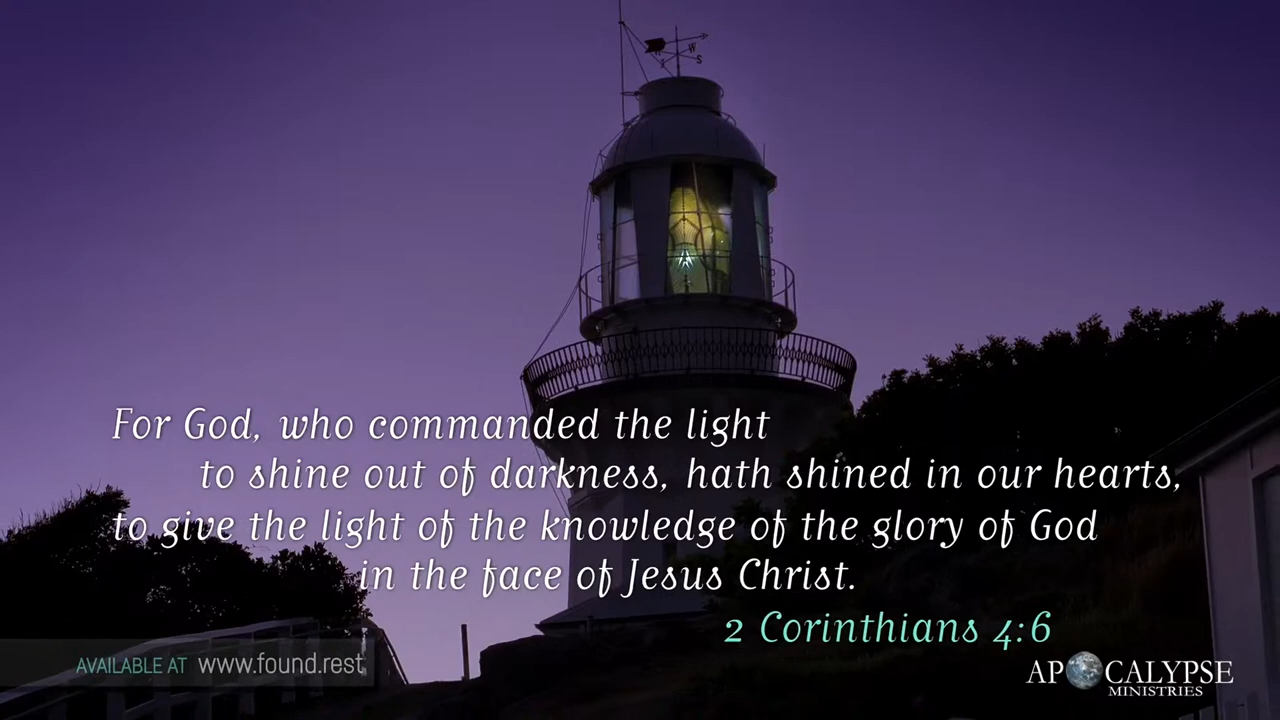 W
S
For God, who commanded the light
to shine out of darkness, hath shined in our hearts,
to give the light of the knowledge of the glory of God
in the face of Jesus Christ.
2 Corinthians 4:6
AVAILABLE AT www.found.rest
APOCALYPSE
MINISTRIES